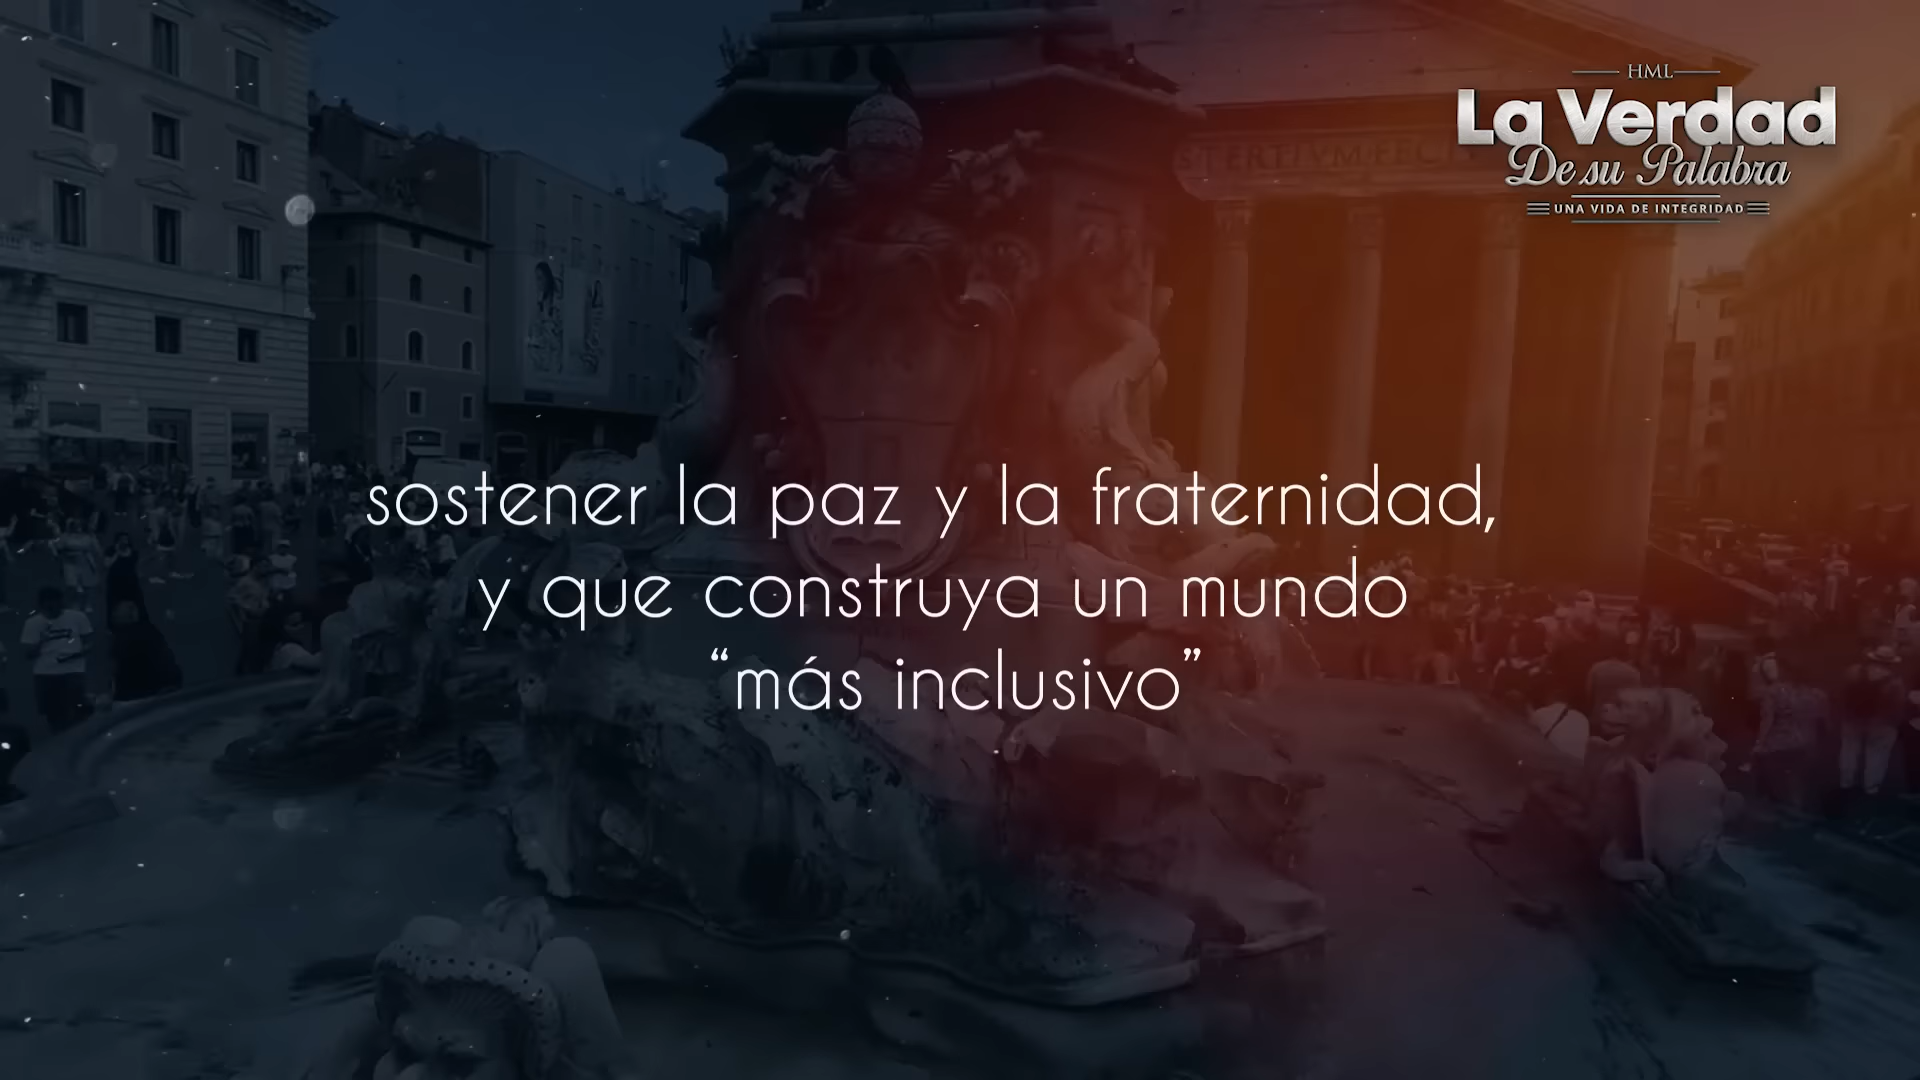 HML
La Verdad
De su Palabra
UNA VIDA DE INTEGRIDAD
sostener la paz y la fraternidad,
y que construya un mundo
“más inclusivo”